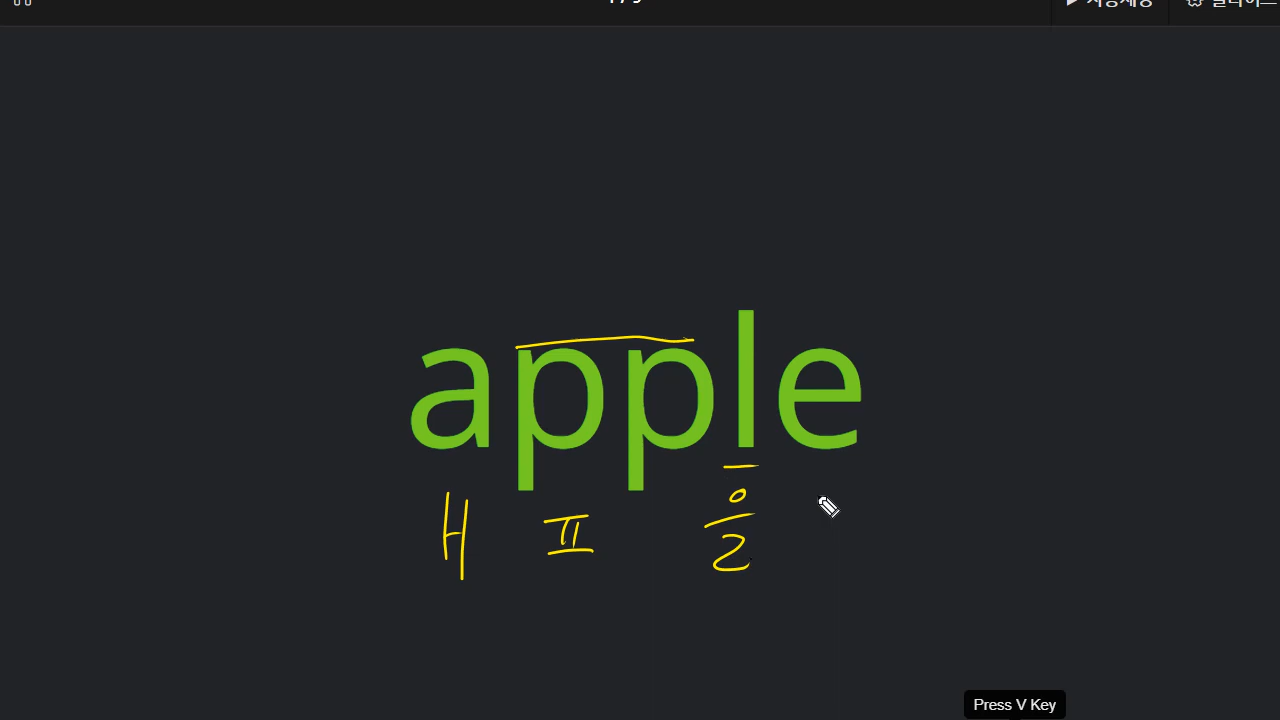 apple
ㅐ ㅍ 을
Press V Key